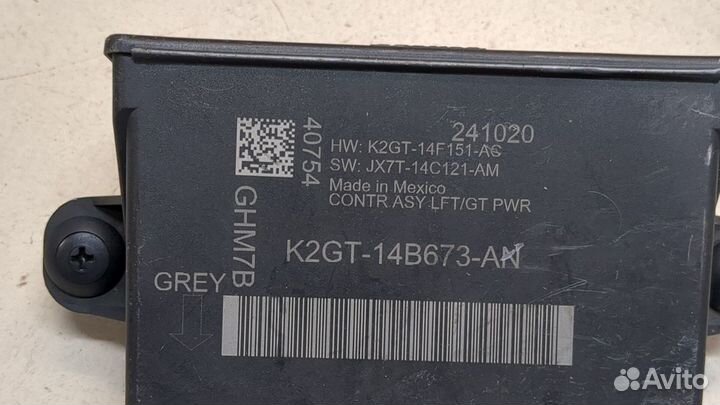 241020
HW: K2GT-14F151-AC
SW: JX7T-14C121-AM
Made in Mexico
CONTR ASY LFT/GT PWR
40754
GHM7B
K2GT-14B673-AN
GREY
Avito